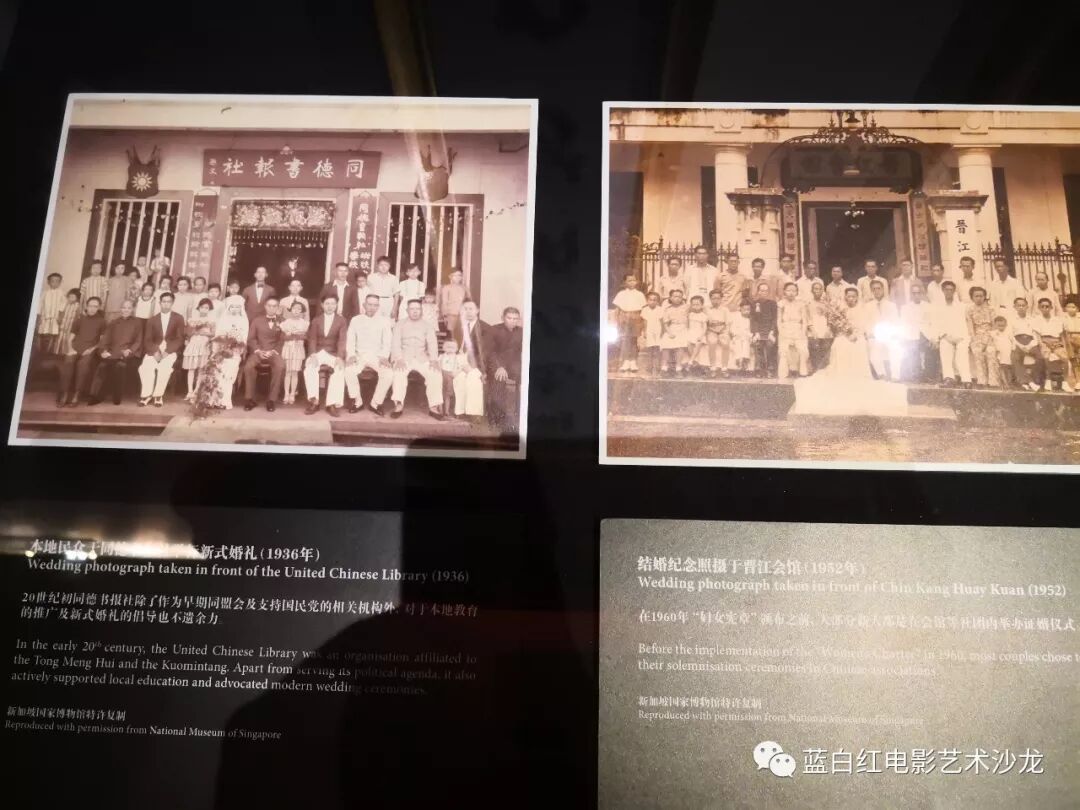 同德書報社
晋江
本地民众于同德 新式婚礼(1936年)
Wedding photograph taken in front of the United Chinese Library (1936)
20世纪初同德书报社除了作为早期同盟会及支持国民党的相关机构外，对于本地教育
的推广及新式婚礼的倡导也不遗余力。
In the early 20th century, the United Chinese Library was an organisation affiliated to
the Tong Meng Hui and the Kuomintang. Apart from serving its political agenda, it also
actively supported local education and advocated modern wedding ceremonies.
新加坡国家博物馆特许复制
Reproduced with permission from National Museum of Singapore
结婚纪念照摄于晋江会馆(1952年)
Wedding photograph taken in front of Chin Kang Huay Kuan (1952)
在1960年“妇女宪章”颁布之前，大部分新人都是在会馆等社团内举办证婚仪式
Before the implementation of the "Women's Charter" in 1960, most couples chose to
their solemnisation ceremonies in Chinese associations
新加坡国家博物馆特许复制
Reproduced with permission from National Museum of Singapore
蓝白红电影艺术沙龙